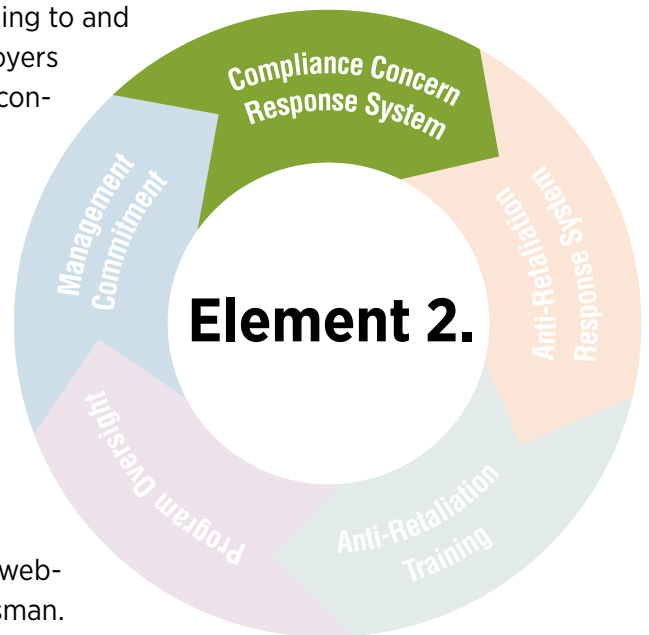 ing to and
oyers
con-
Compliance Concern
Response System
Anti-Retaliation
Response System
Anti-Retaliation
Training
Program Oversight
Management
Commitment
Element 2.
web-
sman.